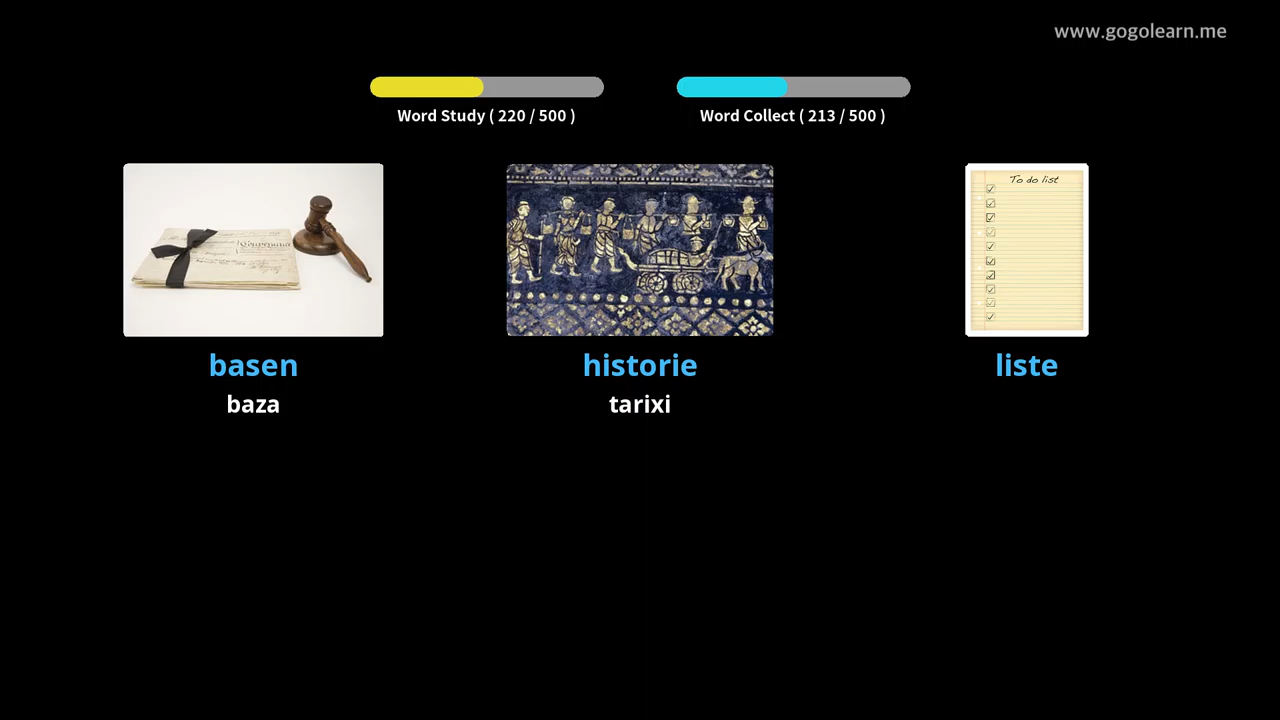 www.gogolearn.me
Word Study ( 220 / 500 )
Word Collect ( 213 / 500 )
To do list
basen
historie
liste
baza
tarixi